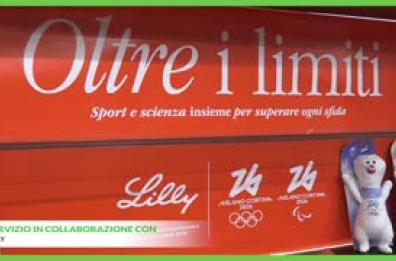 Oltre i limiti
Sport e scienza insieme per superare ogni sfida
Lilly
MILANO CORTINA
2026
MILANO CORTINA
2026
RVIZIO IN COLLABORAZIONE CON